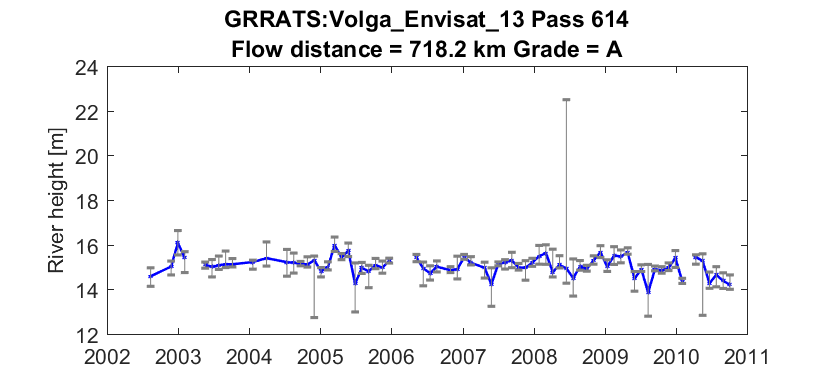 GRRATS:Volga_Envisat_13 Pass 614
Flow distance = 718.2 km Grade = A
24
22
20
18
16
14
12
River height [m]
2002 2003 2004 2005 2006 2007 2008 2009 2010 2011